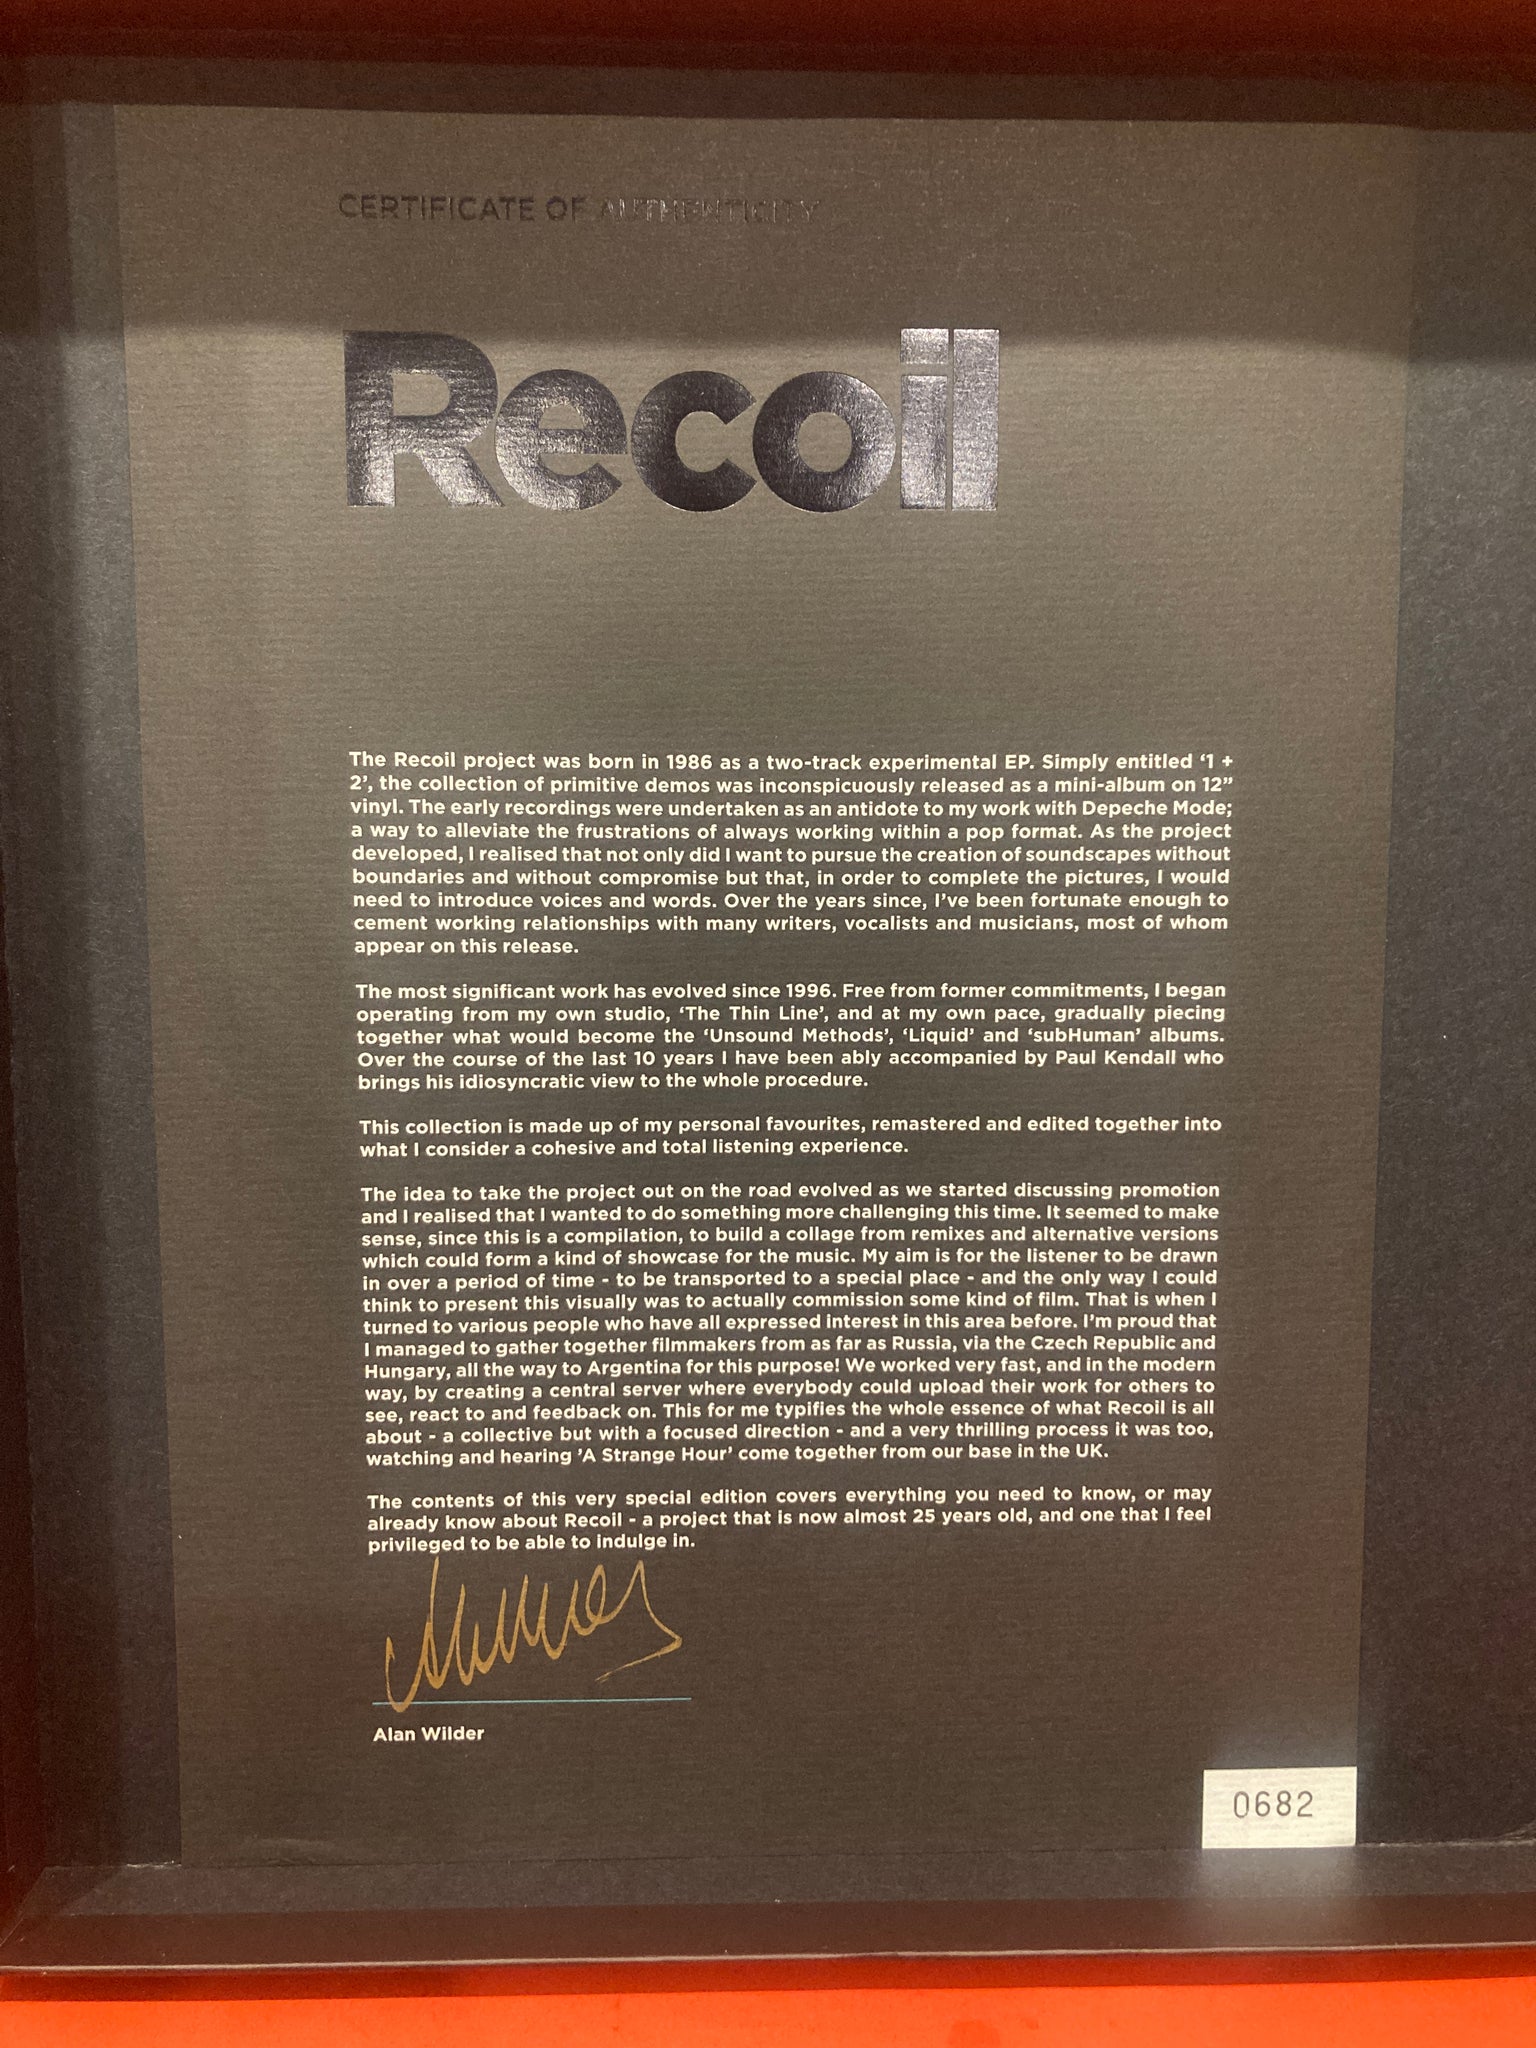 CERTIFICATE OF AUTHENTICITY
Recoil
The Recoil project was born in 1986 as a two-track experimental EP. Simply entitled ‘1 +
2’, the collection of primitive demos was inconspicuously released as a mini-album on 12”
vinyl. The early recordings were undertaken as an antidote to my work with Depeche Mode;
a way to alleviate the frustrations of always working within a pop format. As the project
developed, I realised that not only did I want to pursue the creation of soundscapes without
boundaries and without compromise but that, in order to complete the pictures, I would
need to introduce voices and words. Over the years since, I’ve been fortunate enough to
cement working relationships with many writers, vocalists and musicians, most of whom
appear on this release.
The most significant work has evolved since 1996. Free from former commitments, I began
operating from my own studio, ‘The Thin Line’, and at my own pace, gradually piecing
together what would become the ‘Unsound Methods’, ‘Liquid’ and ‘subHuman’ albums.
Over the course of the last 10 years I have been ably accompanied by Paul Kendall who
brings his idiosyncratic view to the whole procedure.
This collection is made up of my personal favourites, remastered and edited together into
what I consider a cohesive and total listening experience.
The idea to take the project out on the road evolved as we started discussing promotion
and I realised that I wanted to do something more challenging this time. It seemed to make
sense, since this is a compilation, to build a collage from remixes and alternative versions
which could form a kind of showcase for the music. My aim is for the listener to be drawn
in over a period of time - to be transported to a special place - and the only way I could
think to present this visually was to actually commission some kind of film. That is when I
turned to various people who have all expressed interest in this area before. I’m proud that
I managed to gather together filmmakers from as far as Russia, via the Czech Republic and
Hungary, all the way to Argentina for this purpose! We worked very fast, and in the modern
way, by creating a central server where everybody could upload their work for others to
see, react to and feedback on. This for me typifies the whole essence of what Recoil is all
about - a collective but with a focused direction - and a very thrilling process it was too,
watching and hearing ’A Strange Hour’ come together from our base in the UK.
The contents of this very special edition covers everything you need to know, or may
already know about Recoil - a project that is now almost 25 years old, and one that I feel
privileged to be able to indulge in.
Alan Wilder
0682